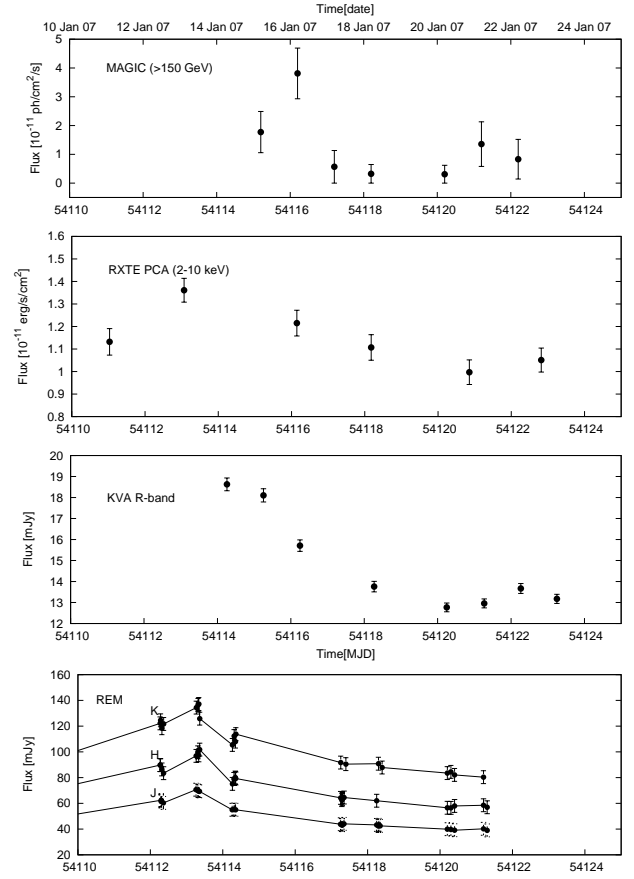 Time[date]
10 Jan 07 12 Jan 07 14 Jan 07 16 Jan 07 18 Jan 07 20 Jan 07 22 Jan 07 24 Jan 07
5
4
3
2
1
0
Flux [10⁻¹¹ ph/cm²/s]
MAGIC (>150 GeV)
54110 54112 54114 54116 54118 54120 54122 54124
1.6
1.5
1.4
1.3
1.2
1.1
1
0.9
0.8
Flux [10⁻¹¹ erg/s/cm²]
RXTE PCA (2-10 keV)
54110 54112 54114 54116 54118 54120 54122 54124
20
19
18
17
16
15
14
13
12
Flux [mJy]
KVA R-band
54110 54112 54114 54116 54118 54120 54122 54124
Time[MJD]
160
140
120
100
80
60
40
20
Flux [mJy]
REM
K
H
J
54110 54112 54114 54116 54118 54120 54122 54124